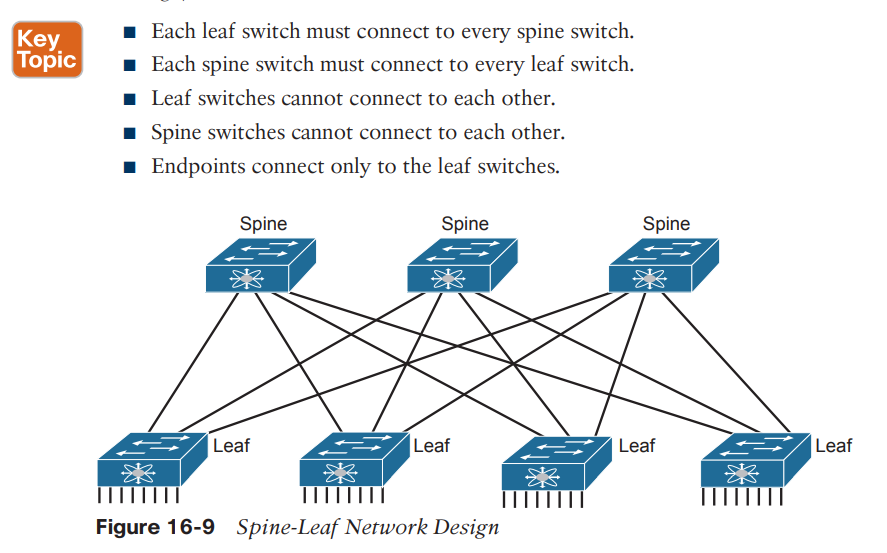 Key
Topic
■ Each leaf switch must connect to every spine switch.
■ Each spine switch must connect to every leaf switch.
■ Leaf switches cannot connect to each other.
■ Spine switches cannot connect to each other.
■ Endpoints connect only to the leaf switches.
Spine Spine Spine
Leaf Leaf Leaf Leaf
Figure 16-9 Spine-Leaf Network Design